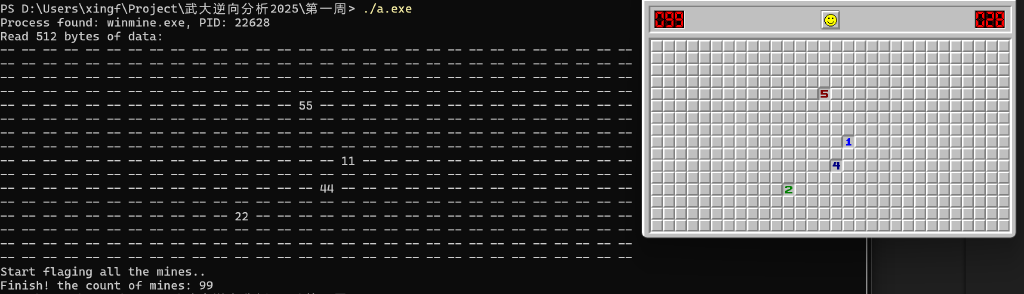 PS D:\Users\xingf\Project\武大逆向分析2025\第一周> ./a.exe
Process found: winmine.exe, PID: 22628
Read 512 bytes of data:
-- -- -- -- -- -- -- -- -- -- -- -- -- -- -- -- -- -- -- -- -- -- -- -- -- -- -- -- -- --
-- -- -- -- -- -- -- -- -- -- -- -- -- -- -- -- -- -- -- -- -- -- -- -- -- -- -- -- -- --
-- -- -- -- -- -- -- -- -- -- -- -- -- -- -- -- -- -- -- -- -- -- -- -- -- -- -- -- -- --
-- -- -- -- -- -- -- -- -- -- -- -- -- -- -- -- -- -- -- -- -- -- -- -- -- -- -- -- -- --
-- -- -- -- -- -- -- -- -- -- -- -- -- -- 55 -- -- -- -- -- -- -- -- -- -- -- -- -- -- --
-- -- -- -- -- -- -- -- -- -- -- -- -- -- -- -- -- -- -- -- -- -- -- -- -- -- -- -- -- --
-- -- -- -- -- -- -- -- -- -- -- -- -- -- -- -- -- -- -- -- -- -- -- -- -- -- -- -- -- --
-- -- -- -- -- -- -- -- -- -- -- -- -- -- -- -- -- -- -- -- -- -- -- -- -- -- -- -- -- --
-- -- -- -- -- -- -- -- -- -- -- -- -- -- -- -- 11 -- -- -- -- -- -- -- -- -- -- -- -- --
-- -- -- -- -- -- -- -- -- -- -- -- -- -- -- -- -- -- -- -- -- -- -- -- -- -- -- -- -- --
-- -- -- -- -- -- -- -- -- -- -- -- -- -- -- 44 -- -- -- -- -- -- -- -- -- -- -- -- -- --
-- -- -- -- -- -- -- -- -- -- -- -- -- -- -- -- -- -- -- -- -- -- -- -- -- -- -- -- -- --
-- -- -- -- -- -- -- -- -- -- -- 22 -- -- -- -- -- -- -- -- -- -- -- -- -- -- -- -- -- --
-- -- -- -- -- -- -- -- -- -- -- -- -- -- -- -- -- -- -- -- -- -- -- -- -- -- -- -- -- --
-- -- -- -- -- -- -- -- -- -- -- -- -- -- -- -- -- -- -- -- -- -- -- -- -- -- -- -- -- --
-- -- -- -- -- -- -- -- -- -- -- -- -- -- -- -- -- -- -- -- -- -- -- -- -- -- -- -- -- --
Start flaging all the mines..
Finish! the count of mines: 99
099 028
5
1
4
2